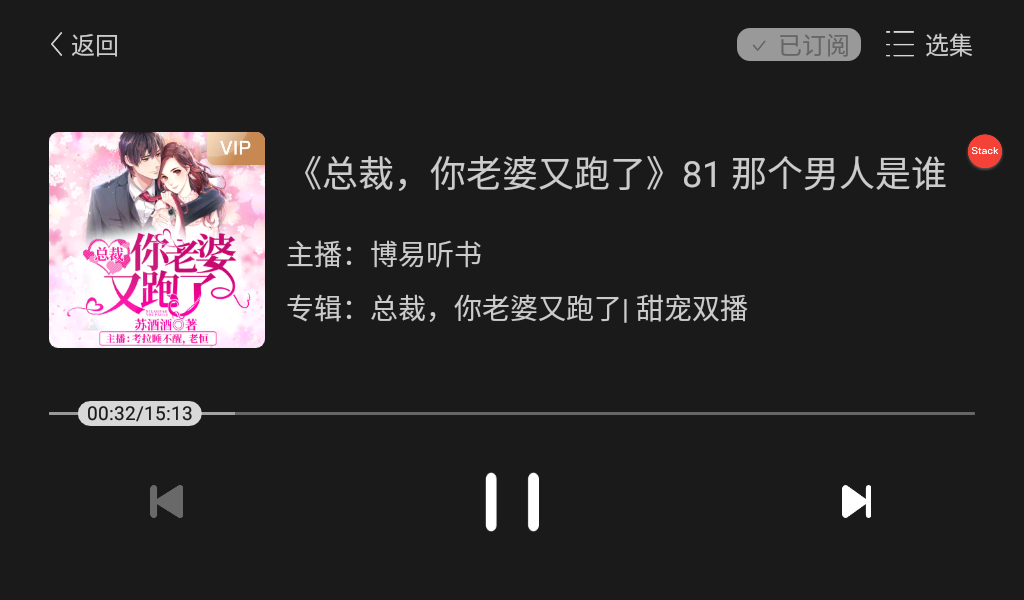 返回
已订阅
选集
VIP
《总裁，你老婆又跑了》81 那个男人是谁
Stack
主播：博易听书
专辑：总裁，你老婆又跑了| 甜宠双播
总裁
你老婆
又跑了
苏洒洒◎著
主播：考拉睡不醒，老恒
00:32/15:13